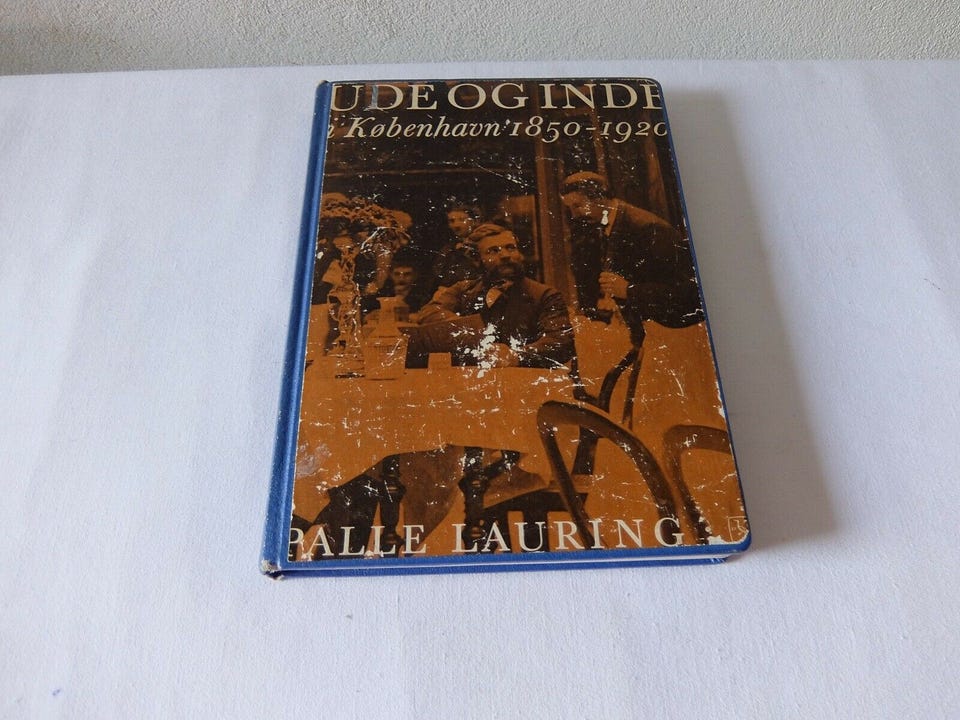 UDE OG INDE
København 1850-1920
PALLE LAURING